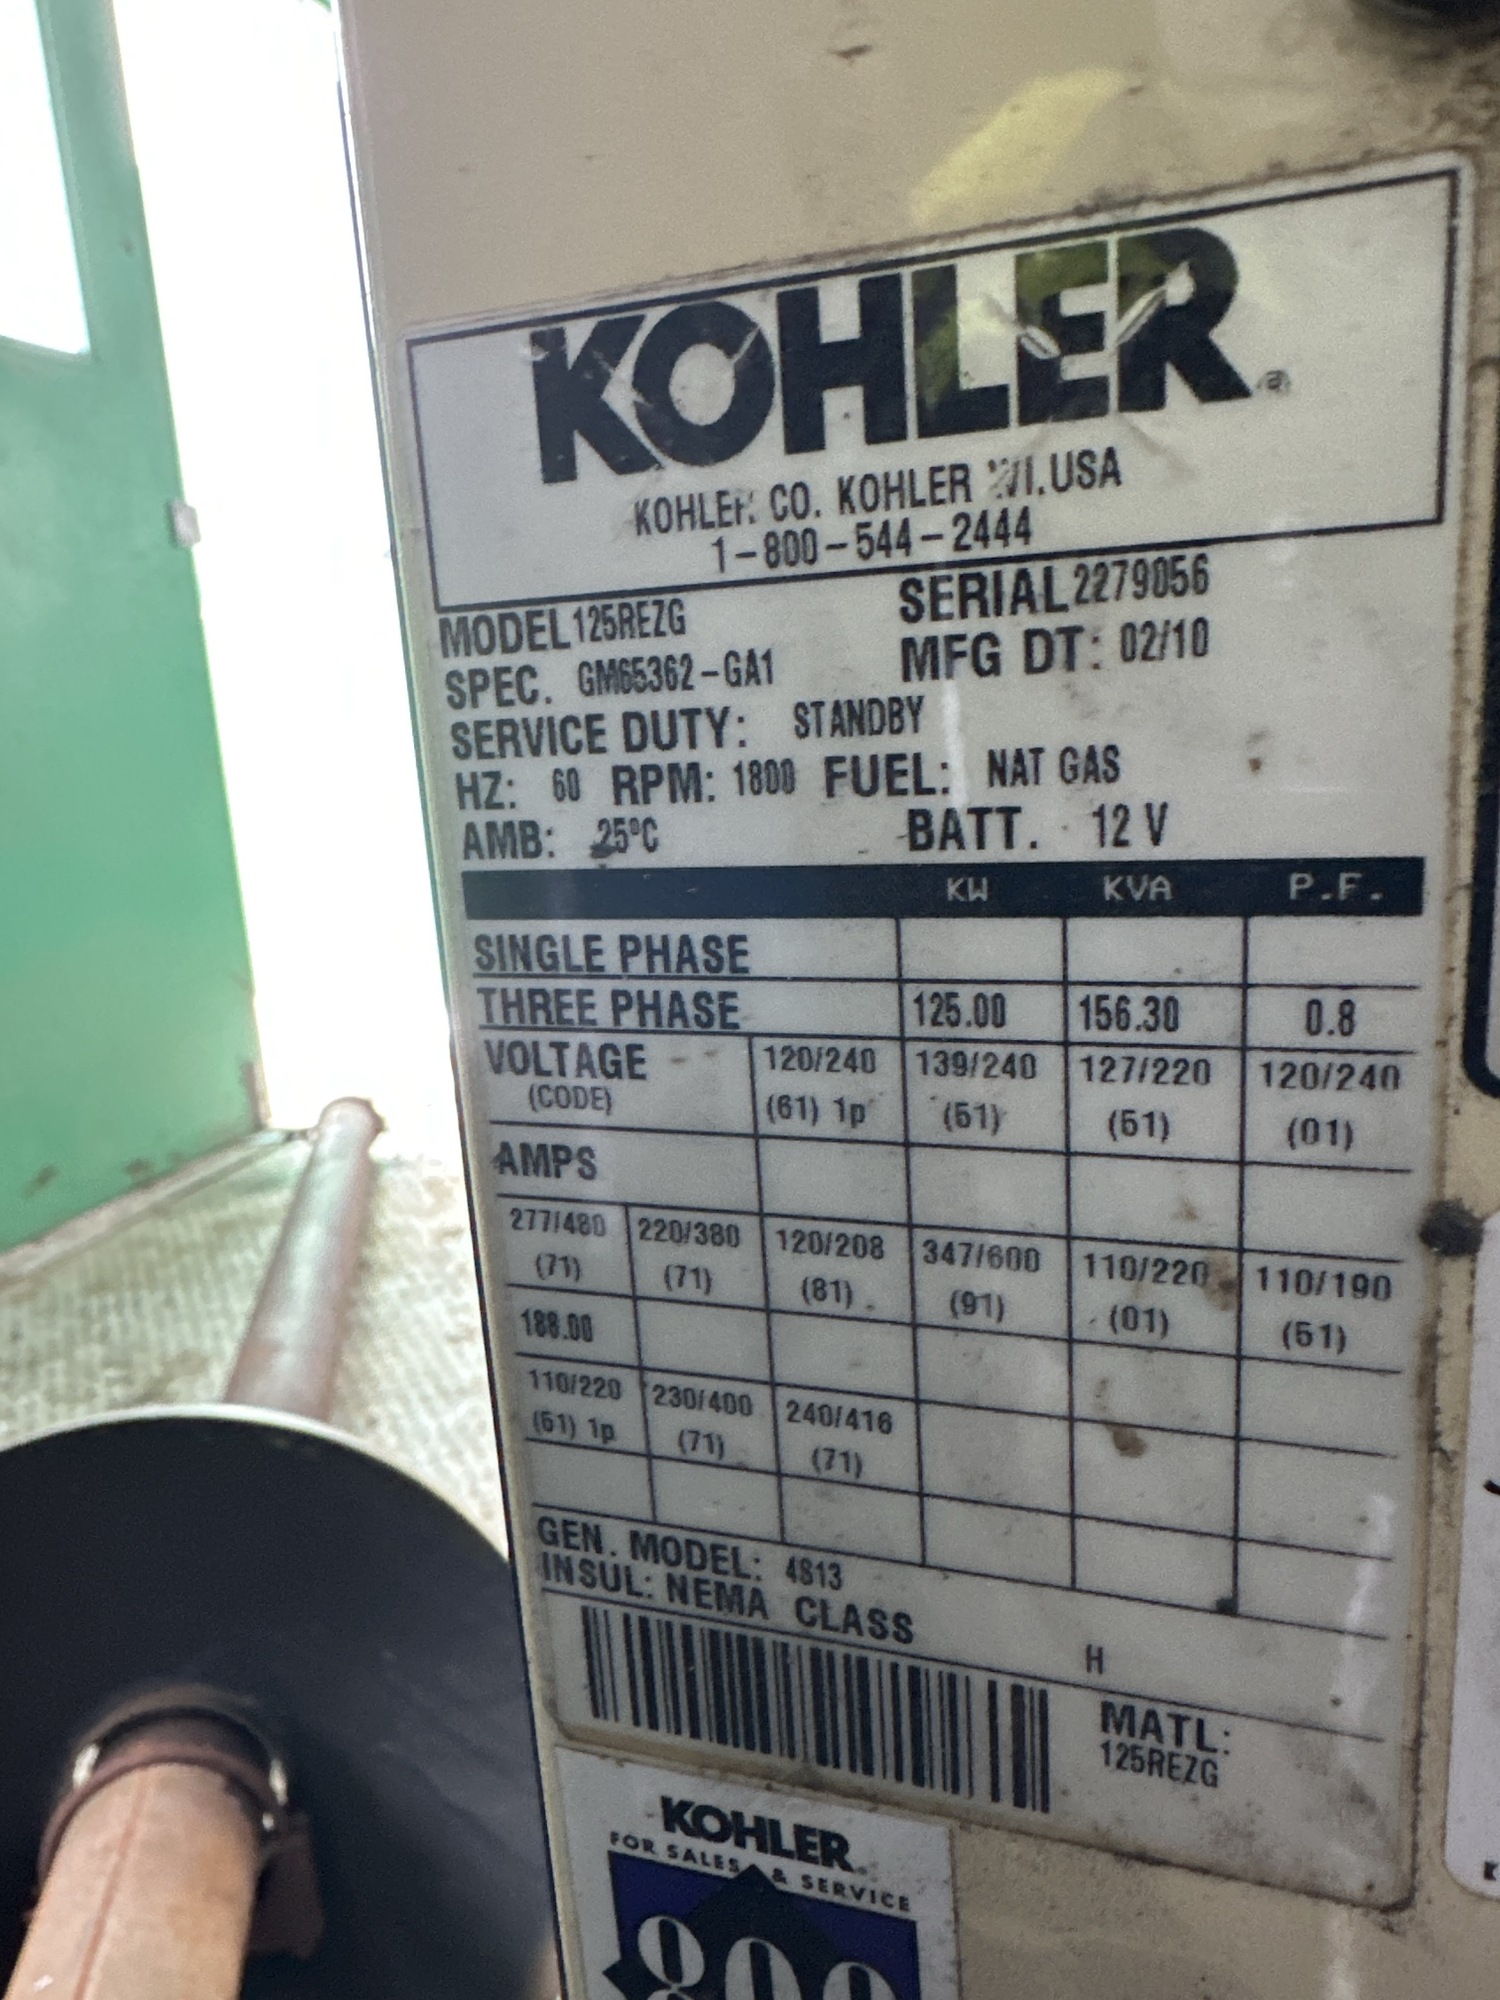 KOHLER®
KOHLER CO. KOHLER WI.USA
1-800-544-2444
MODEL 125REZG SERIAL 2279056
SPEC. GM65362-GA1 MFG DT: 02/10
SERVICE DUTY: STANDBY
HZ: 60 RPM: 1800 FUEL: NAT GAS
AMB: 25°C BATT. 12 V
KW KVA P.F.
SINGLE PHASE
THREE PHASE 125.00 156.30 0.8
VOLTAGE 120/240 139/240 127/220 120/240
(CODE) (61) 1p (51) (61) (01)
AMPS
277/480 220/380 120/208 347/600 110/220 110/190
(71) (71) (81) (91) (01) (61)
188.00
110/220 230/400 240/416
(61) 1p (71) (71)
GEN. MODEL: 4S13
INSUL: NEMA CLASS H
MATL:
125REZG
KOHLER®
FOR SALES & SERVICE
800